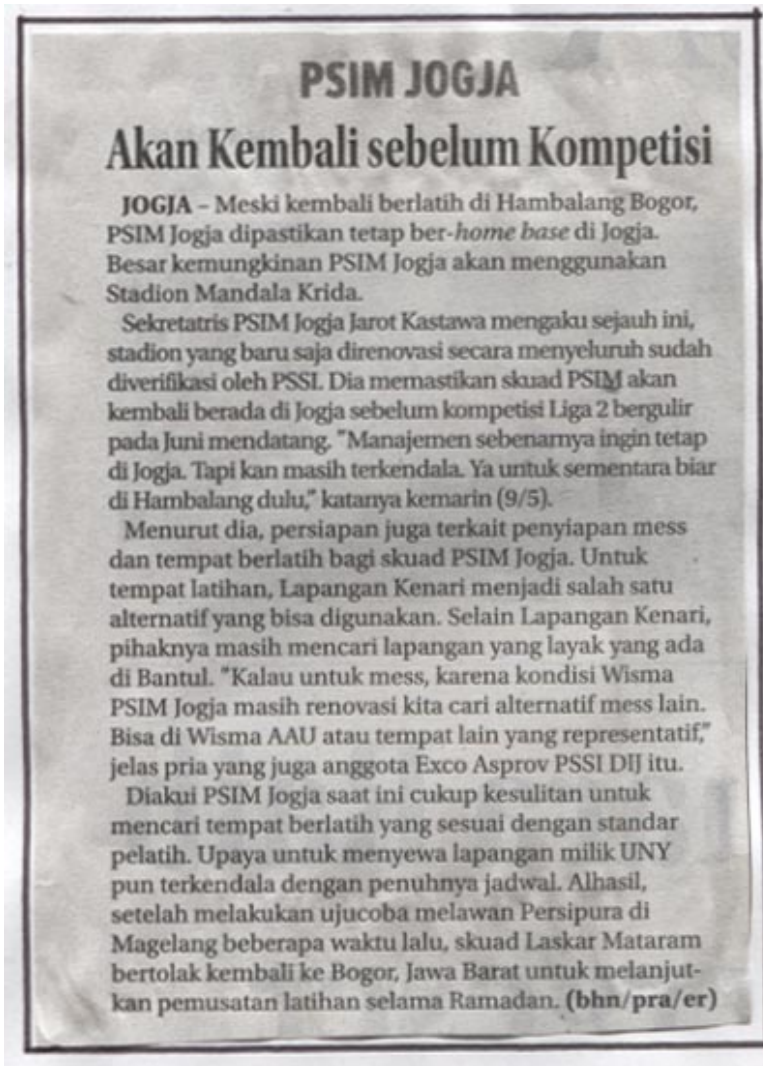 PSIM JOGJA
Akan Kembali sebelum Kompetisi
JOGJA – Meski kembali berlatih di Hambalang Bogor,
PSIM Jogja dipastikan tetap ber-home base di Jogja.
Besar kemungkinan PSIM Jogja akan menggunakan
Stadion Mandala Krida.
Sekretatris PSIM Jogja Jarot Kastawa mengaku sejauh ini,
stadion yang baru saja direnovasi secara menyeluruh sudah
diverifikasi oleh PSSI. Dia memastikan skuad PSIM akan
kembali berada di Jogja sebelum kompetisi Liga 2 bergulir
pada Juni mendatang. "Manajemen sebenarnya ingin tetap
di Jogja. Tapi kan masih terkendala. Ya untuk sementara biar
di Hambalang dulu," katanya kemarin (9/5).
Menurut dia, persiapan juga terkait penyiapan mess
dan tempat berlatih bagi skuad PSIM Jogja. Untuk
tempat latihan, Lapangan Kenari menjadi salah satu
alternatif yang bisa digunakan. Selain Lapangan Kenari,
pihaknya masih mencari lapangan yang layak yang ada
di Bantul. "Kalau untuk mess, karena kondisi Wisma
PSIM Jogja masih renovasi kita cari alternatif mess lain.
Bisa di Wisma AAU atau tempat lain yang representatif,"
jelas pria yang juga anggota Exco Asprov PSSI DIJ itu.
Diakui PSIM Jogja saat ini cukup kesulitan untuk
mencari tempat berlatih yang sesuai dengan standar
pelatih. Upaya untuk menyewa lapangan milik UNY
pun terkendala dengan penuhnya jadwal. Alhasil,
setelah melakukan ujucoba melawan Persipura di
Magelang beberapa waktu lalu, skuad Laskar Mataram
bertolak kembali ke Bogor, Jawa Barat untuk melanjut-
kan pemusatan latihan selama Ramadan. (bhn/pra/er)